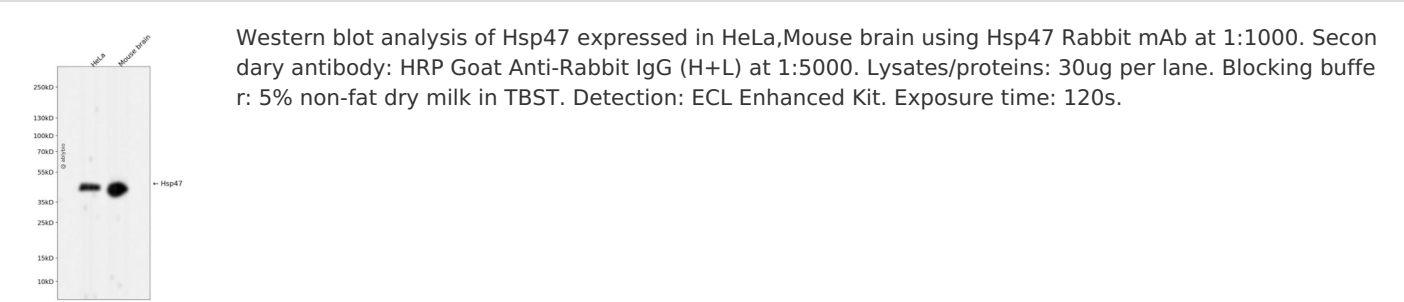 HeLa
Mouse brain
250kD
130kD
100kD
70kD
55kD
35kD
25kD
15kD
10kD
@ abybio
← Hsp47
Western blot analysis of Hsp47 expressed in HeLa,Mouse brain using Hsp47 Rabbit mAb at 1:1000. Secon
dary antibody: HRP Goat Anti-Rabbit IgG (H+L) at 1:5000. Lysates/proteins: 30ug per lane. Blocking buffe
r: 5% non-fat dry milk in TBST. Detection: ECL Enhanced Kit. Exposure time: 120s.